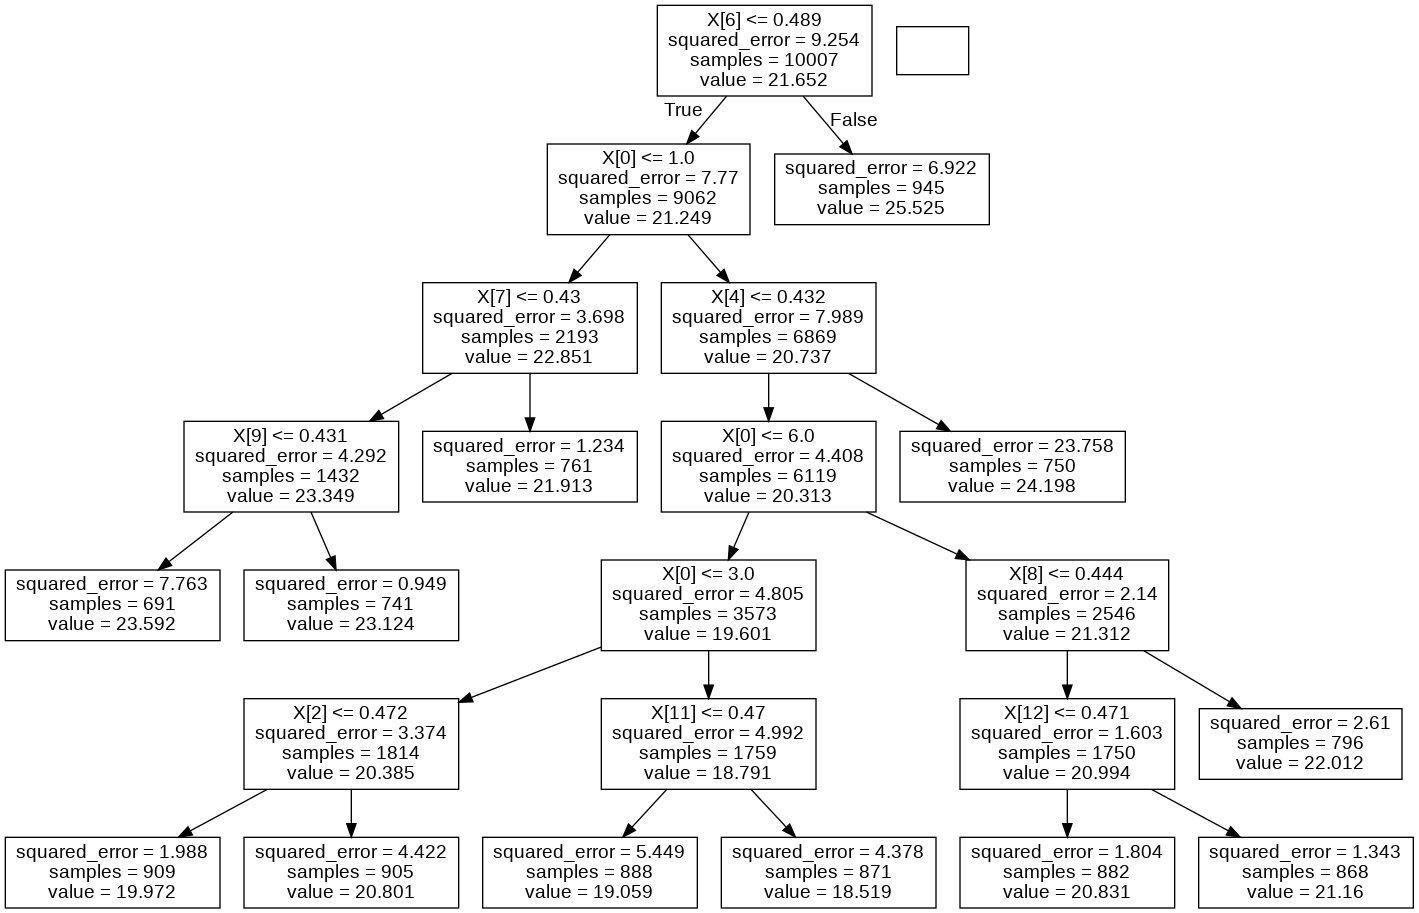 X[6] <= 0.489
squared_error = 9.254
samples = 10007
value = 21.652
True
False
X[0] <= 1.0
squared_error = 7.77
samples = 9062
value = 21.249
squared_error = 6.922
samples = 945
value = 25.525
X[7] <= 0.43
squared_error = 3.698
samples = 2193
value = 22.851
X[4] <= 0.432
squared_error = 7.989
samples = 6869
value = 20.737
X[9] <= 0.431
squared_error = 4.292
samples = 1432
value = 23.349
squared_error = 1.234
samples = 761
value = 21.913
X[0] <= 6.0
squared_error = 4.408
samples = 6119
value = 20.313
squared_error = 23.758
samples = 750
value = 24.198
squared_error = 7.763
samples = 691
value = 23.592
squared_error = 0.949
samples = 741
value = 23.124
X[0] <= 3.0
squared_error = 4.805
samples = 3573
value = 19.601
X[8] <= 0.444
squared_error = 2.14
samples = 2546
value = 21.312
X[2] <= 0.472
squared_error = 3.374
samples = 1814
value = 20.385
X[11] <= 0.47
squared_error = 4.992
samples = 1759
value = 18.791
X[12] <= 0.471
squared_error = 1.603
samples = 1750
value = 20.994
squared_error = 2.61
samples = 796
value = 22.012
squared_error = 1.988
samples = 909
value = 19.972
squared_error = 4.422
samples = 905
value = 20.801
squared_error = 5.449
samples = 888
value = 19.059
squared_error = 4.378
samples = 871
value = 18.519
squared_error = 1.804
samples = 882
value = 20.831
squared_error = 1.343
samples = 868
value = 21.16